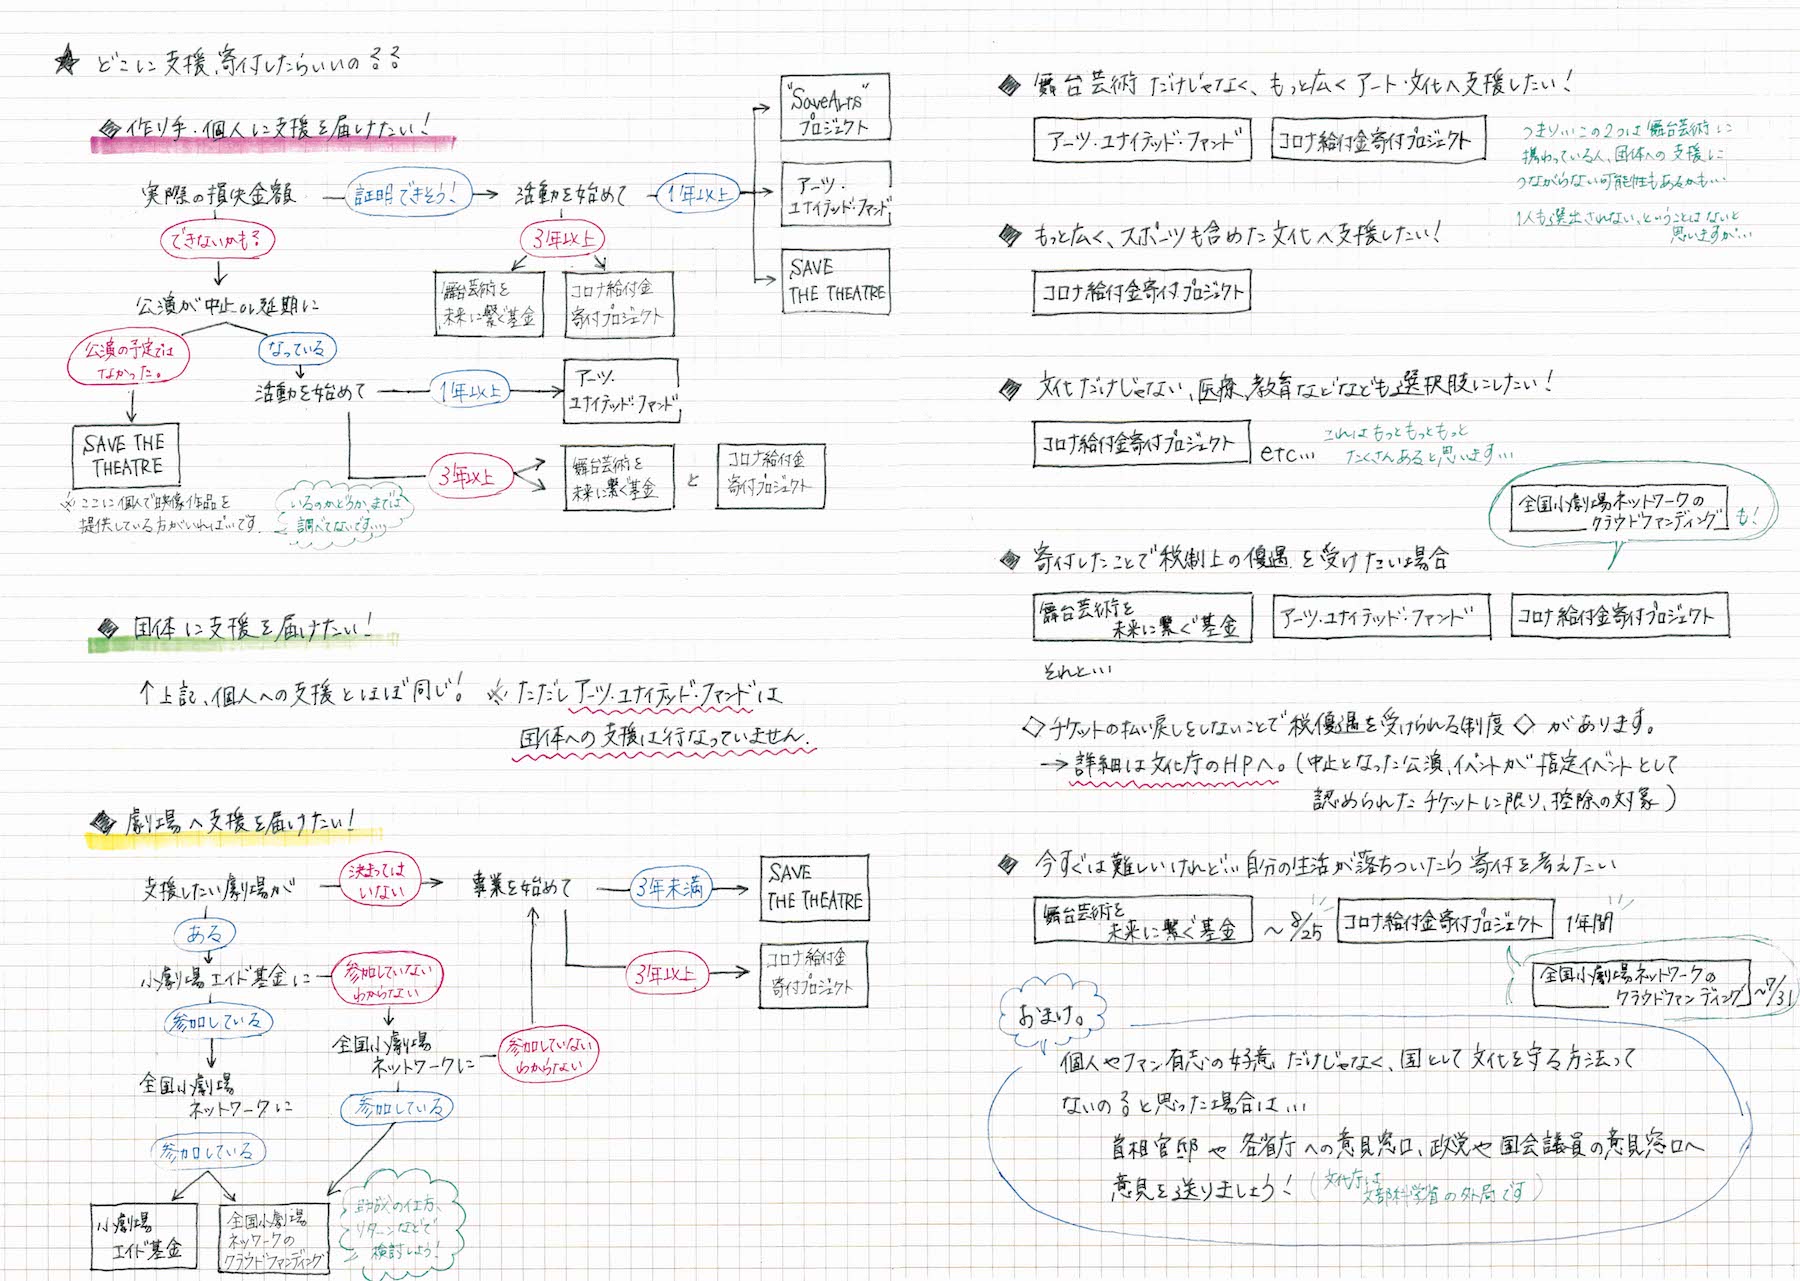 ★ どこに支援、寄付したらいいの??
◆作り手・個人に支援を届けたい!
実際の損失金額
証明できそう!
活動を始めて
1年以上
"SaveArts"
プロジェクト
アーツ・
ユナイテッド・ファンド
SAVE
THE THEATRE
できないかも?
3年以上
舞台芸術を
未来に繋ぐ基金
コロナ給付金
寄付プロジェクト
公演が中止or延期に
公演の予定では
なかった。
なっている
活動を始めて
1年以上
アーツ・
ユナイテッド・ファンド
SAVE THE
THEATRE
3年以上
舞台芸術を
未来に繋ぐ基金
と
コロナ給付金
寄付プロジェクト
※ここに個人で映像作品を
提供している方がいれば…です。
いるのかどうか、までは
調べてないです…
◆ 団体に支援を届けたい!
↑上記、個人への支援とほぼ同じ! ※ただしアーツ・ユナイテッド・ファンドは
団体への支援は行なっていません。
◆ 劇場へ支援を届けたい!
支援したい劇場が
決まっては
いない
事業を始めて
3年未満
SAVE
THE THEATRE
ある
3年以上
コロナ給付金
寄付プロジェクト
小劇場エイド基金に
参加していない
わからない
参加している
全国小劇場
ネットワークに
参加していない
わからない
全国小劇場
ネットワークに
参加している
参加している
小劇場
エイド基金
全国小劇場
ネッワークの
クラウドファンディング
の仕方、
リターンなどで
検討しよう!
◆ 舞台芸術だけじゃなく、もっと広くアート・文化へ支援したい!
アーツ・ユナイテッド・ファンド
コロナ給付金寄付プロジェクト
つまり…この2つは舞台芸術に
携わっている人、団体への支援に
つながらない可能性もあるかも…
1人も選出されない、ということはないと
思いますが…
◆ もっと広く、スポーツも含めた文化へ支援したい!
コロナ給付金寄付プロジェクト
◆ 文化だけじゃない、医療、教育などなども選択肢にしたい!
コロナ給付金寄付プロジェクト
etc…
これはもっともっともっと
たくさんあると思います…
全国小劇場ネットワークの
クラウドファンディング
も!
◆ 寄付したことで税制上の優遇を受けたい場合
舞台芸術を
未来に繋ぐ基金
アーツ・ユナイテッド・ファンド
コロナ給付金寄付プロジェクト
それと…
◇チケットの払い戻しをしないことで税優遇を受けられる制度◇があります。
→詳細は文化庁のHPへ。(中止となった公演、イベントが指定イベントとして
認められたチケットに限り、控除の対象)
◆ 今すぐは難しいけれど…自分の生活が落ちついたら寄付を考えたい
舞台芸術を
未来に繋ぐ基金
〜8/25
コロナ給付金寄付プロジェクト
1年間
全国小劇場ネットワークの
クラウドファンディング
〜7/31
おまけ。
個人やファン有志の好意だけじゃなく、国として文化を守る方法って
ないの?と思った場合は…
首相官邸や各省庁への意見窓口、政党や国会議員の意見窓口へ
意見を送りましょう!(文化庁は
文部科学省の外局です)